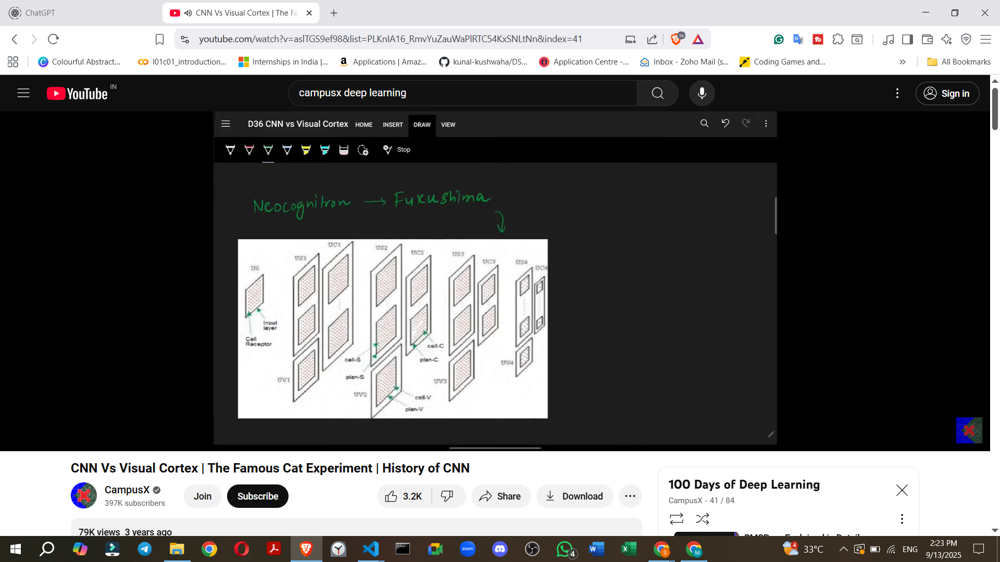 ChatGPT
CNN Vs Visual Cortex | The Fa
youtube.com/watch?v=aslTGS9ef98&list=PLKnIA16_RmvYuZauWaPlRTC54KxSNLtNn&index=41
16
Colourful Abstract...
l01c01_introduction...
Internships in India |...
Applications | Amaz...
kunal-kushwaha/DS...
Application Centre -...
Inbox - Zoho Mail (s...
Coding Games and...
All Bookmarks
YouTube IN
campusx deep learning
Sign in
D36 CNN vs Visual Cortex HOME INSERT DRAW VIEW
Stop
Neocognitron → Fukushima
U0 US1 UC1 US2 UC2 US3 UC3 US4 UC4
Input
layer
Cell
Receptor
cell-S
plan-S
cell-C
plan-C
UV1 UV2 UV3 UV4
cell-V
plan-V
CNN Vs Visual Cortex | The Famous Cat Experiment | History of CNN
CampusX
397K subscribers
Join
Subscribe
3.2K
Share
Download
79K views 3 years ago
100 Days of Deep Learning
CampusX - 41 / 84
zoom
4
4
33°C
ENG
2:23 PM
9/13/2025